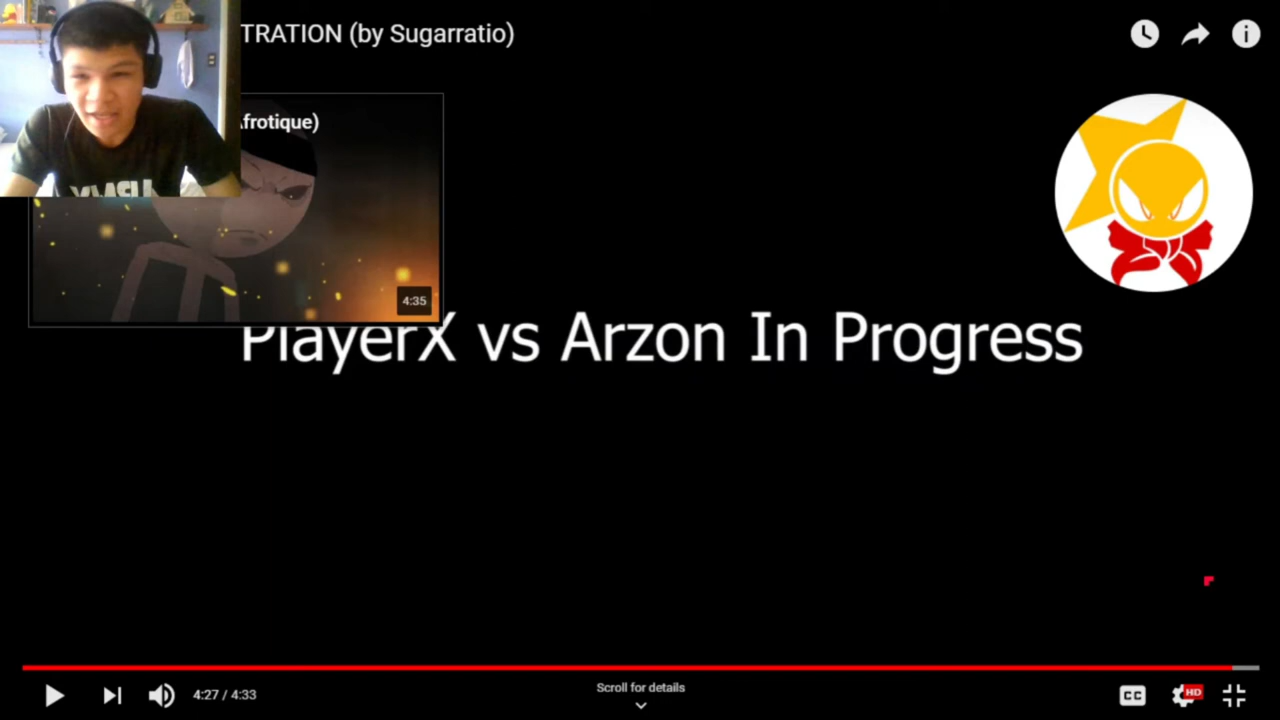 TRATION (by Sugarratio)
frotique)
4:35
PlayerX vs Arzon In Progress
4:27 / 4:33
Scroll for details
CC
HD